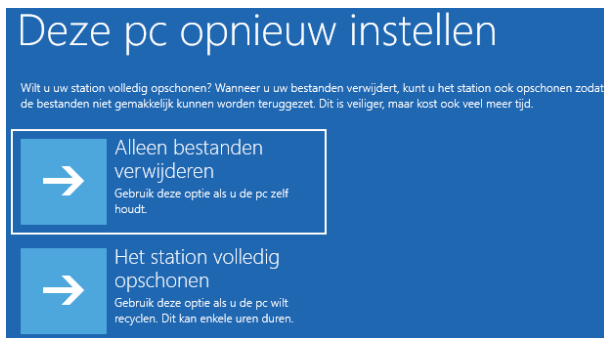 Deze pc opnieuw instellen
Wilt u uw station volledig opschonen? Wanneer u uw bestanden verwijdert, kunt u het station ook opschonen zodat
de bestanden niet gemakkelijk kunnen worden teruggezet. Dit is veiliger, maar kost ook veel meer tijd.
Alleen bestanden
verwijderen
Gebruik deze optie als u de pc zelf
houdt.
Het station volledig
opschonen
Gebruik deze optie als u de pc wilt
recyclen. Dit kan enkele uren duren.